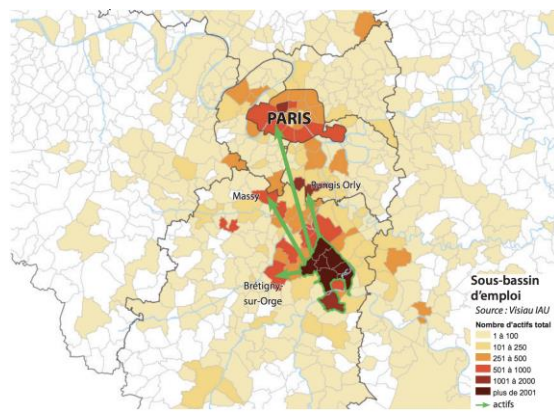 PARIS
Rungis Orly
Massy
Brétigny
sur-Orge
Sous-bassin
d'emploi
Source : Visiau IAU
Nombre d'actifs total
1 à 100
101 à 250
251 à 500
501 à 1000
1001 à 2000
plus de 2001
actifs